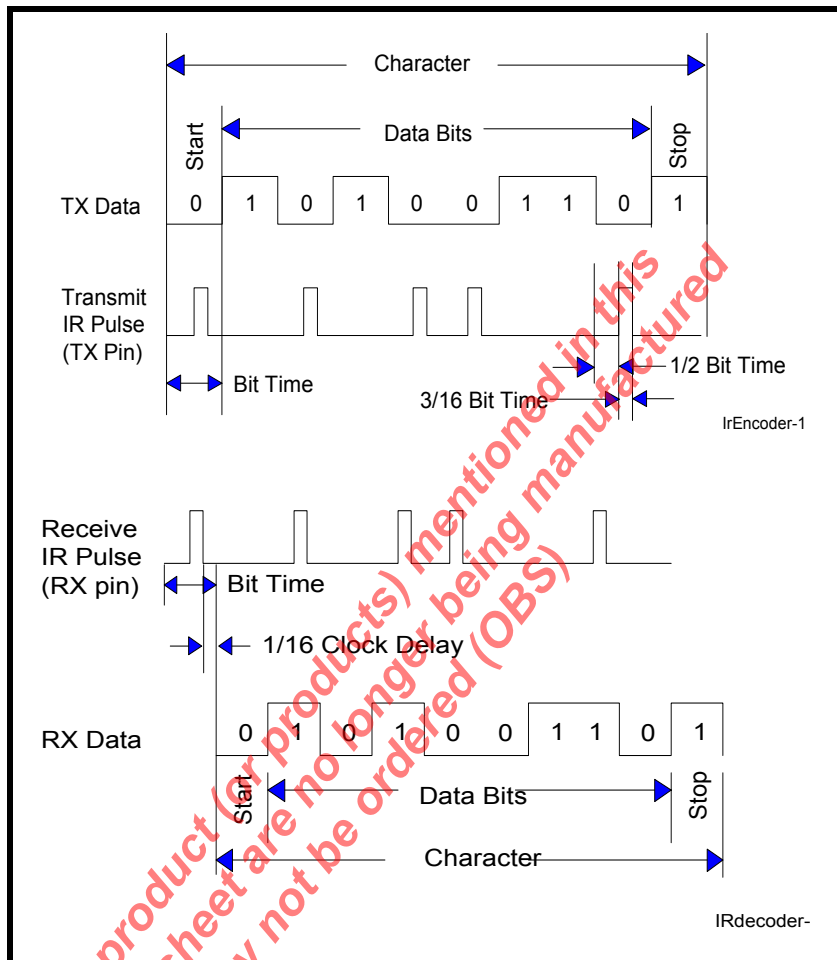 Character
Start
Data Bits
Stop
TX Data
0 1 0 1 0 0 1 1 0 1
Transmit
IR Pulse
(TX Pin)
Bit Time
1/2 Bit Time
3/16 Bit Time
IrEncoder-1
Receive
IR Pulse
(RX pin)
Bit Time
1/16 Clock Delay
RX Data
0 1 0 1 0 0 1 1 0 1
Start
Data Bits
Stop
Character
IRdecoder-
product (or products) mentioned in this
sheet are no longer being manufactured
y not be ordered (OBS)